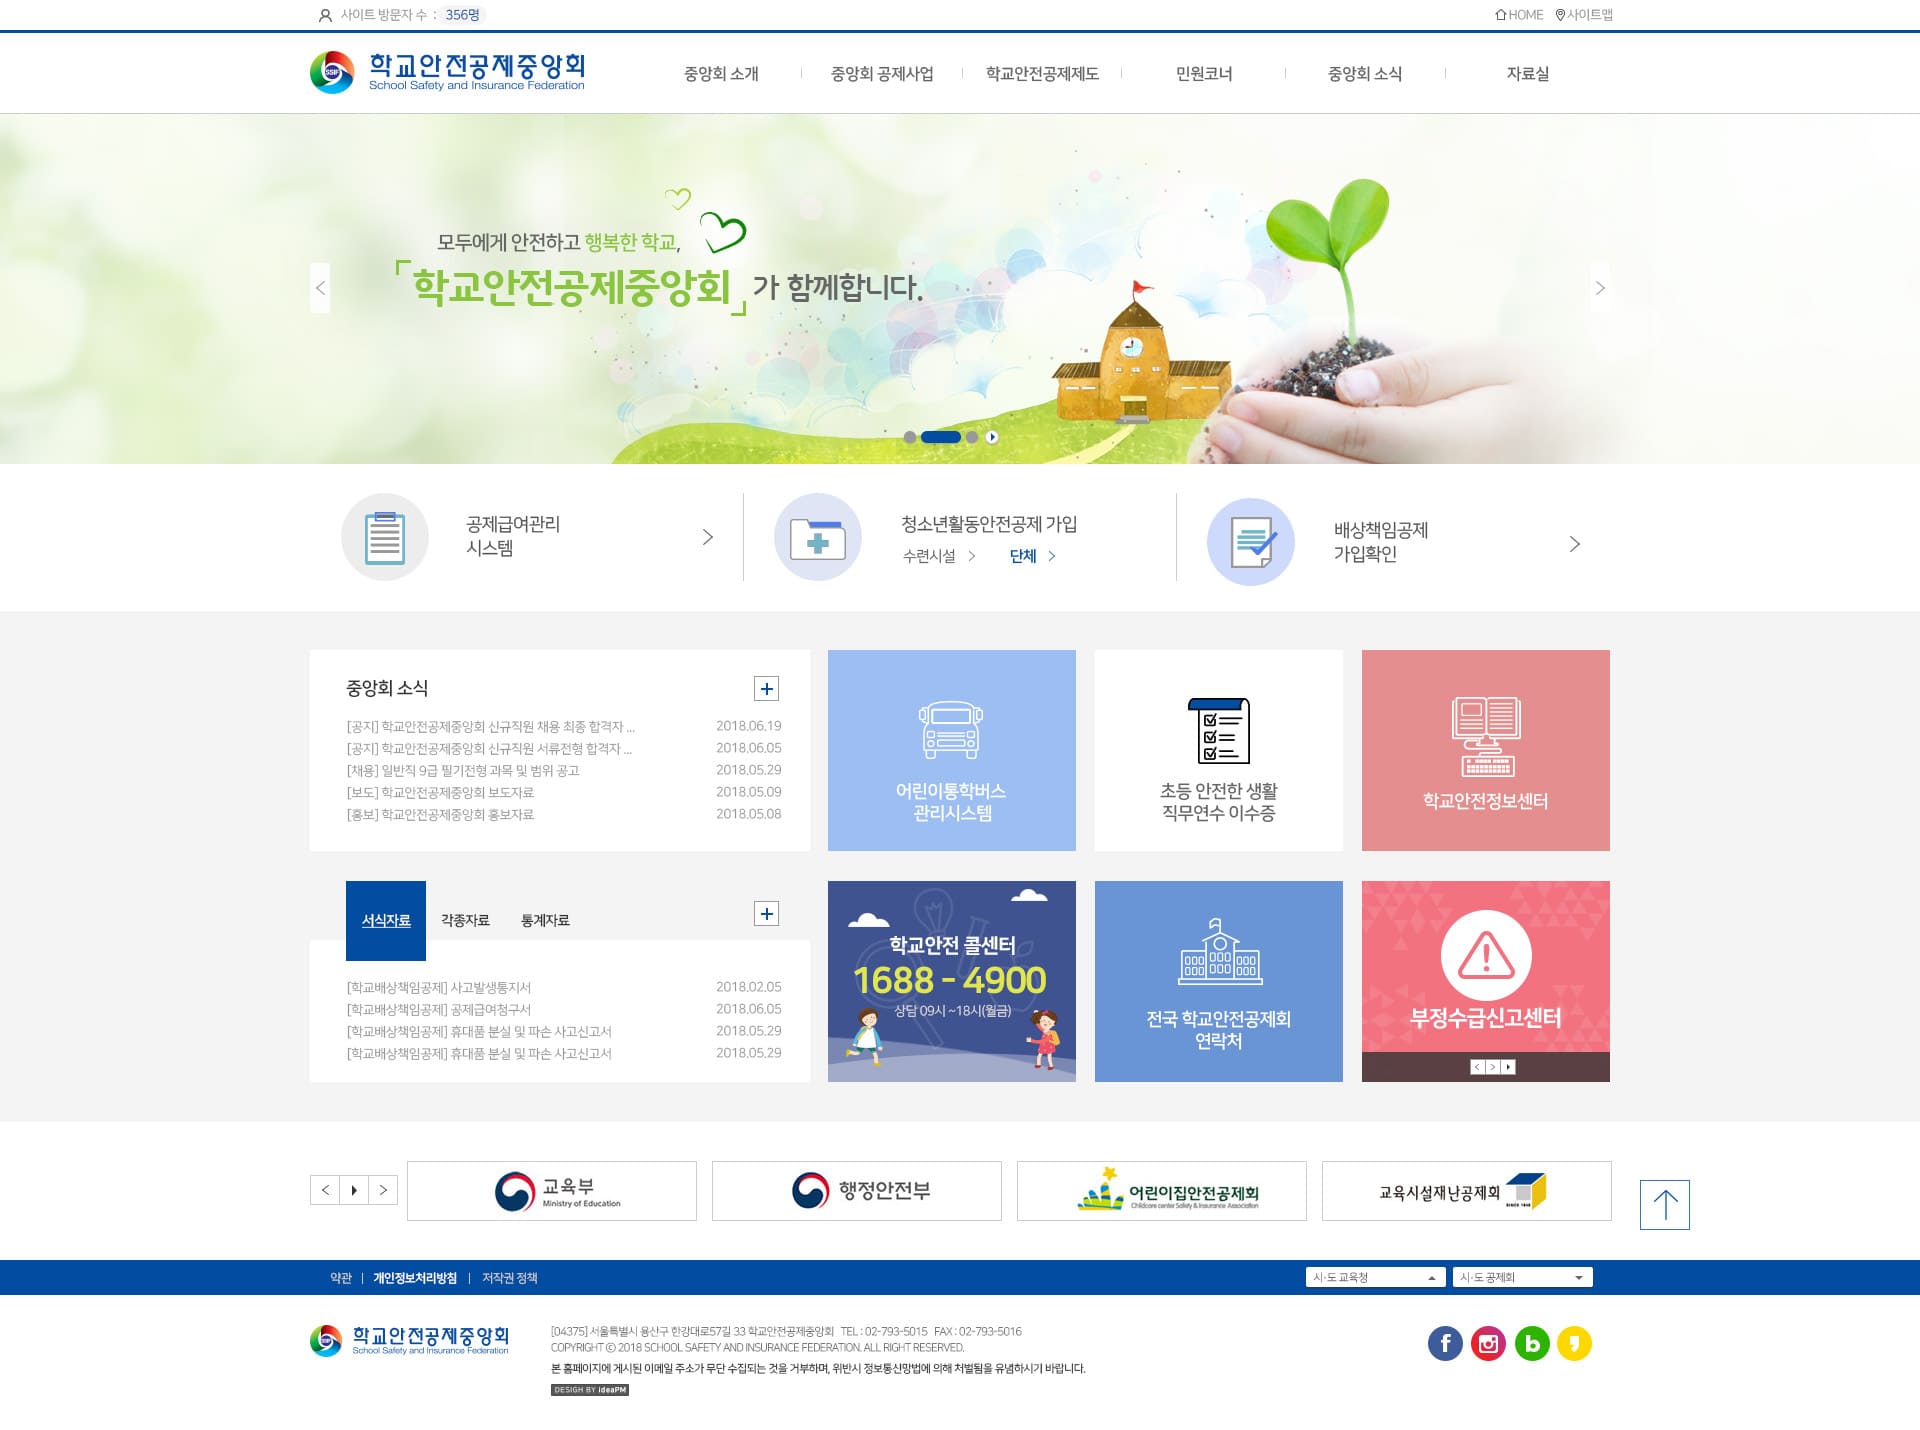 사이트 방문자 수 : 356명
HOME 사이트맵
SSIF 학교안전공제중앙회
School Safety and Insurance Federation
중앙회 소개 중앙회 공제사업 학교안전공제제도 민원코너 중앙회 소식 자료실
모두에게 안전하고 행복한 학교,
「학교안전공제중앙회」가 함께합니다.
공제급여관리
시스템
청소년활동안전공제 가입
수련시설 > 단체 >
배상책임공제
가입확인
중앙회 소식
[공지] 학교안전공제중앙회 신규직원 채용 최종 합격자 ... 2018.06.19
[공지] 학교안전공제중앙회 신규직원 서류전형 합격자 ... 2018.06.05
[채용] 일반직 9급 필기전형 과목 및 범위 공고 2018.05.29
[보도] 학교안전공제중앙회 보도자료 2018.05.09
[홍보] 학교안전공제중앙회 홍보자료 2018.05.08
어린이통학버스
관리시스템
초등 안전한 생활
직무연수 이수증
학교안전정보센터
서식자료 각종자료 통계자료
[학교배상책임공제] 사고발생통지서 2018.02.05
[학교배상책임공제] 공제급여청구서 2018.06.05
[학교배상책임공제] 휴대품 분실 및 파손 사고신고서 2018.05.29
[학교배상책임공제] 휴대품 분실 및 파손 사고신고서 2018.05.29
학교안전 콜센터
1688 - 4900
상담 09시 ~18시(월금)
전국 학교안전공제회
연락처
부정수급신고센터
교육부
Ministry of Education
행정안전부
어린이집안전공제회
Childcare center Safety & Insurance Association
교육시설재난공제회
약관 | 개인정보처리방침 | 저작권 정책
시·도 교육청 시·도 공제회
SSIF 학교안전공제중앙회
School Safety and Insurance Federation
[04375] 서울특별시 용산구 한강대로57길 33 학교안전공제중앙회 TEL : 02-793-5015 FAX : 02-793-5016
COPYRIGHT ⓒ 2018 SCHOOL SAFETY AND INSURANCE FEDERATION. ALL RIGHT RESERVED.
본 홈페이지에 게시된 이메일 주소가 무단 수집되는 것을 거부하며, 위반시 정보통신망법에 의해 처벌됨을 유념하시기 바랍니다.
DESIGH BY ideaPM